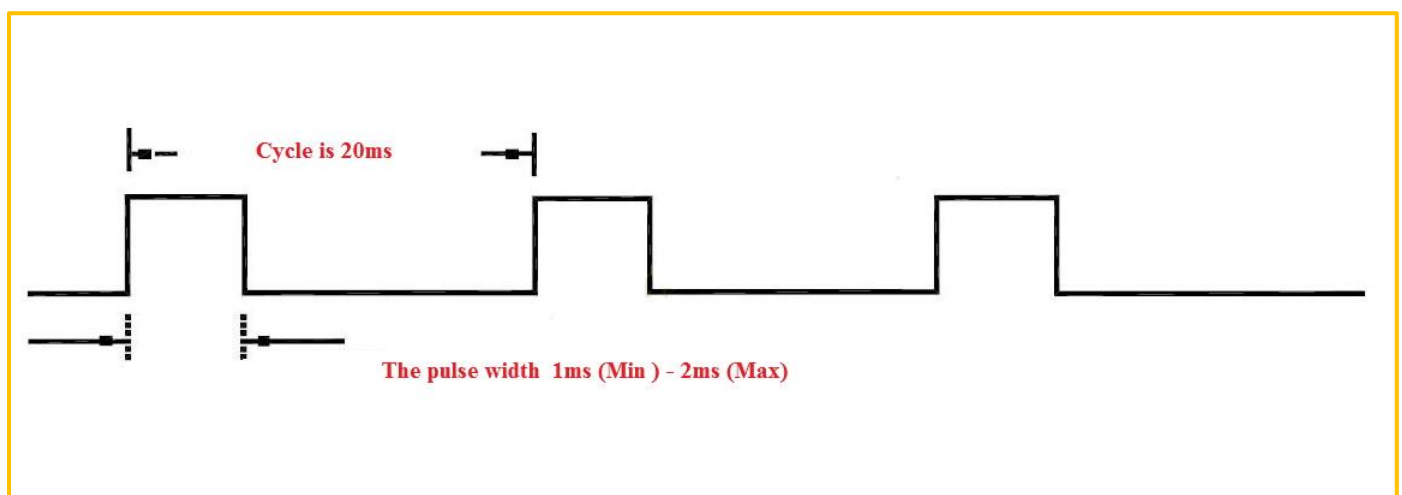 Cycle is 20ms
The pulse width 1ms (Min ) - 2ms (Max)